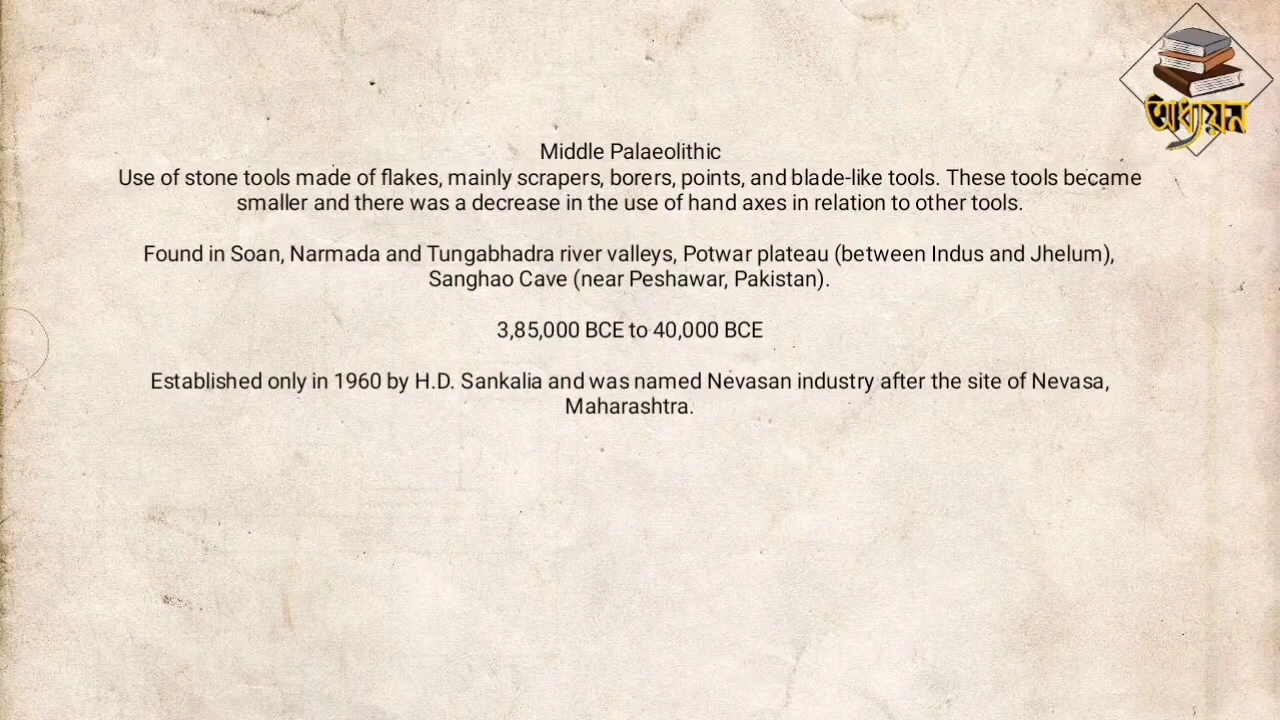 অধ্যয়ন
Middle Palaeolithic
Use of stone tools made of flakes, mainly scrapers, borers, points, and blade-like tools. These tools became
smaller and there was a decrease in the use of hand axes in relation to other tools.
Found in Soan, Narmada and Tungabhadra river valleys, Potwar plateau (between Indus and Jhelum),
Sanghao Cave (near Peshawar, Pakistan).
3,85,000 BCE to 40,000 BCE
Established only in 1960 by H.D. Sankalia and was named Nevasan industry after the site of Nevasa,
Maharashtra.